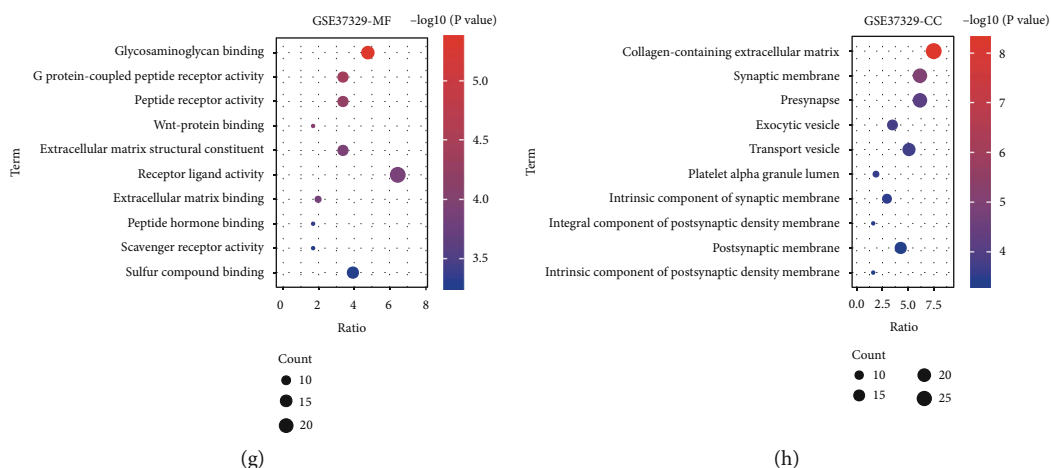 GSE37329-MF
−log10 (P value)
Term
Glycosaminoglycan binding
G protein-coupled peptide receptor activity
Peptide receptor activity
Wnt-protein binding
Extracellular matrix structural constituent
Receptor ligand activity
Extracellular matrix binding
Peptide hormone binding
Scavenger receptor activity
Sulfur compound binding
5.0
4.5
4.0
3.5
0 2 4 6 8
Ratio
Count
10
15
20
(g)
GSE37329-CC
−log10 (P value)
Term
Collagen-containing extracellular matrix
Synaptic membrane
Presynapse
Exocytic vesicle
Transport vesicle
Platelet alpha granule lumen
Intrinsic component of synaptic membrane
Integral component of postsynaptic density membrane
Postsynaptic membrane
Intrinsic component of postsynaptic density membrane
8
7
6
5
4
0.0 2.5 5.0 7.5
Ratio
Count
10 20
15 25
(h)